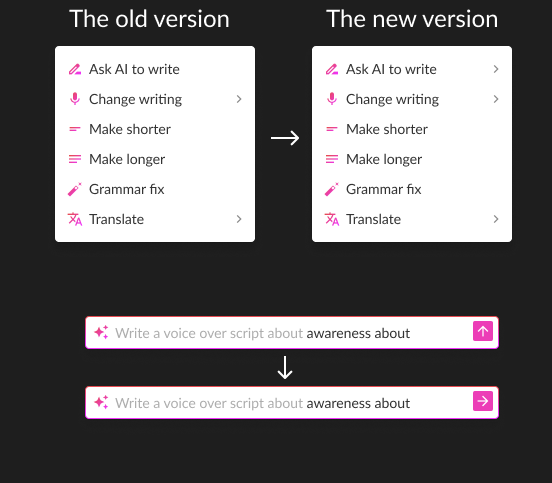 The old version
The new version
Ask AI to write
Change writing
Make shorter
Make longer
Grammar fix
Translate
Ask AI to write
Change writing
Make shorter
Make longer
Grammar fix
Translate
Write a voice over script about awareness about
Write a voice over script about awareness about